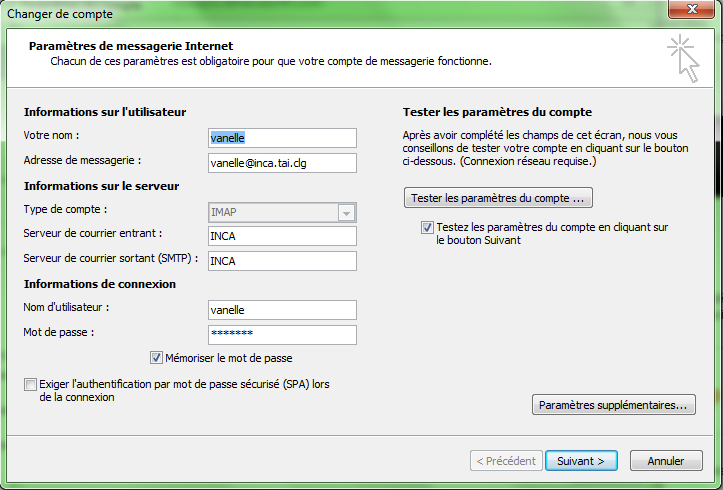 Changer de compte
Paramètres de messagerie Internet
Chacun de ces paramètres est obligatoire pour que votre compte de messagerie fonctionne.
Informations sur l'utilisateur
Votre nom :
vanelle
Adresse de messagerie :
vanelle@inca.tai.clg
Informations sur le serveur
Type de compte :
IMAP
Serveur de courrier entrant :
INCA
Serveur de courrier sortant (SMTP) :
INCA
Informations de connexion
Nom d'utilisateur :
vanelle
Mot de passe :
*******
Mémoriser le mot de passe
Exiger l'authentification par mot de passe sécurisé (SPA) lors
de la connexion
Tester les paramètres du compte
Après avoir complété les champs de cet écran, nous vous
conseillons de tester votre compte en cliquant sur le bouton
ci-dessous. (Connexion réseau requise.)
Tester les paramètres du compte ...
Testez les paramètres du compte en cliquant sur
le bouton Suivant
Paramètres supplémentaires...
< Précédent
Suivant >
Annuler